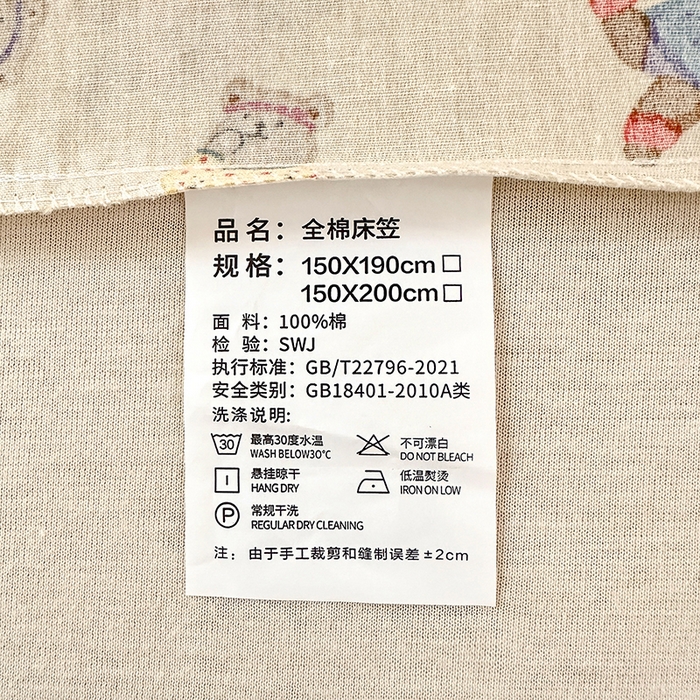 品名：全棉床笠
规格：150X190cm□
150X200cm□
面 料：100%棉
检 验：SWJ
执行标准：GB/T22796-2021
安全类别：GB18401-2010A类
洗涤说明:
30 最高30度水温 不可漂白
WASH BELOW30°C DO NOT BLEACH
悬挂晾干 低温熨烫
HANG DRY IRON ON LOW
P 常规干洗
REGULAR DRY CLEANING
注：由于手工裁剪和缝制误差±2cm